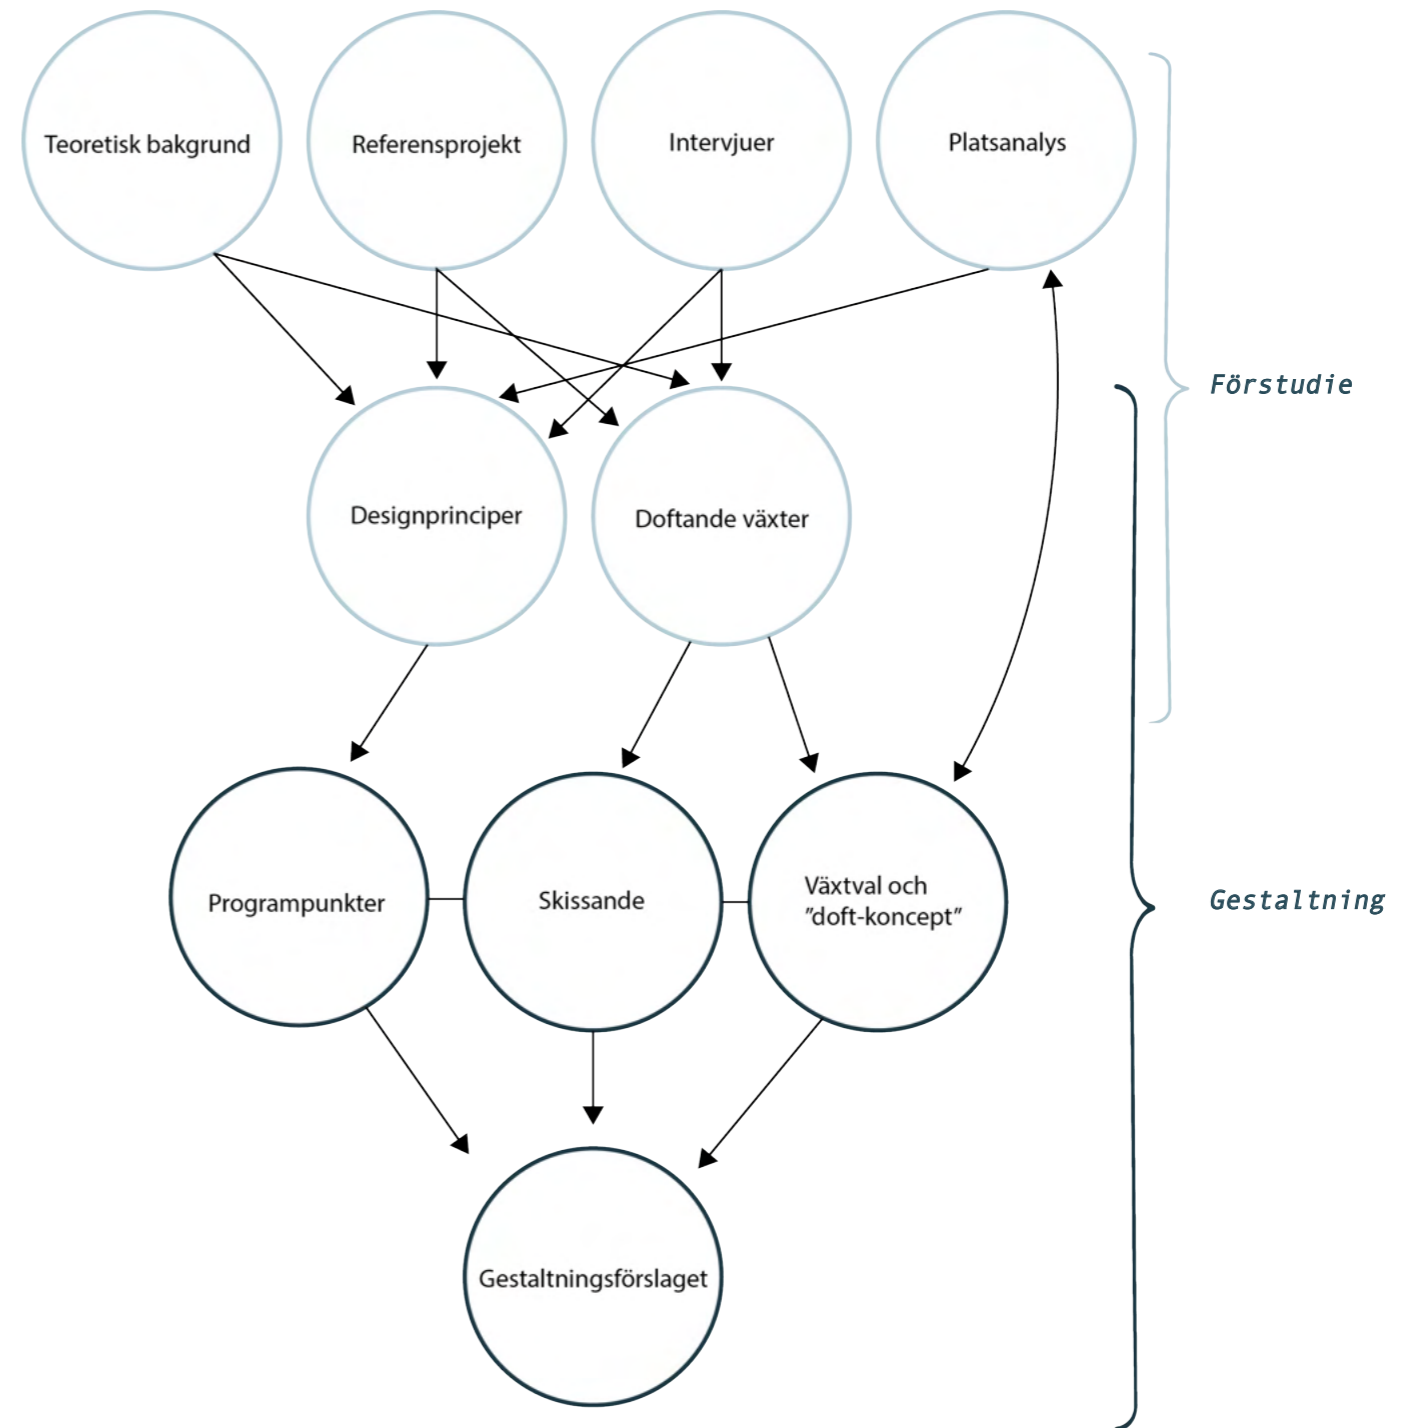 Teoretisk bakgrund
Referensprojekt
Intervjuer
Platsanalys
Förstudie
Designprinciper
Doftande växter
Programpunkter
Skissande
Växtval och
”doft-koncept”
Gestaltning
Gestaltningsförslaget